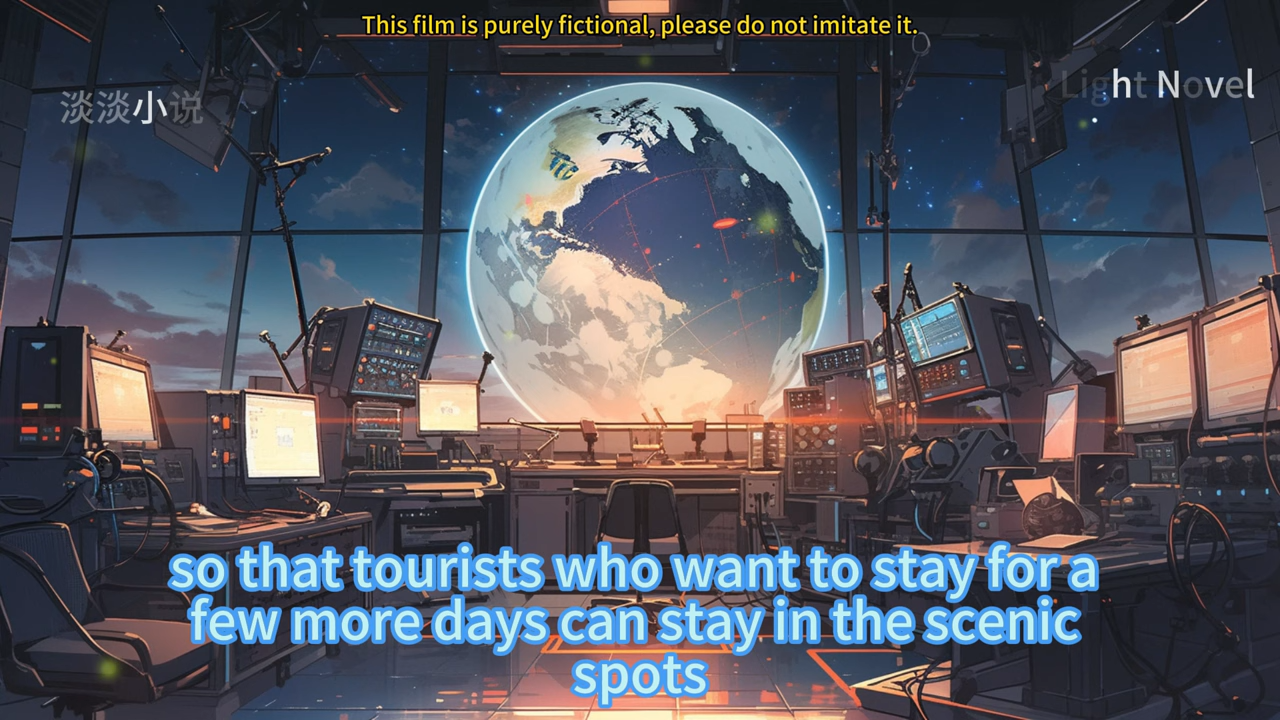 This film is purely fictional, please do not imitate it.
淡淡小说
Light Novel
so that tourists who want to stay for a
few more days can stay in the scenic
spots